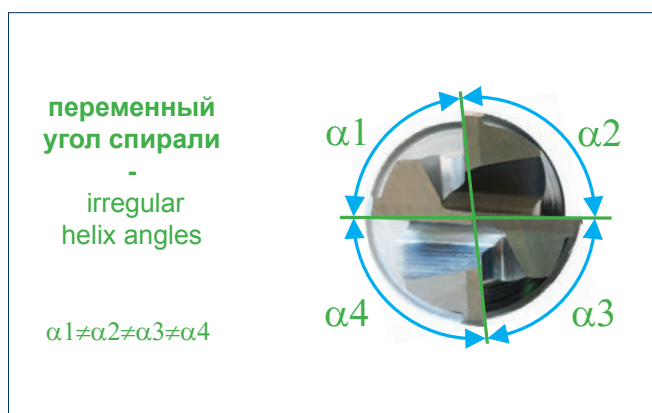 переменный
угол спирали
-
irregular
helix angles
α1≠α2≠α3≠α4
α1
α2
α4
α3